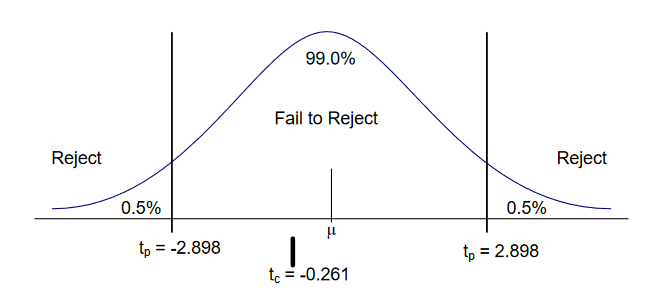 99.0%
Fail to Reject
Reject
Reject
0.5%
0.5%
μ
tp = -2.898
tp = 2.898
tc = -0.261